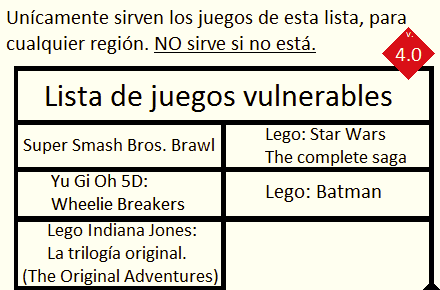 Unícamente sirven los juegos de esta lista, para
cualquier región. NO sirve si no está.
v.
4.0
Lista de juegos vulnerables
Super Smash Bros. Brawl
Lego: Star Wars
The complete saga
Yu Gi Oh 5D:
Wheelie Breakers
Lego: Batman
Lego Indiana Jones:
La trilogía original.
(The Original Adventures)